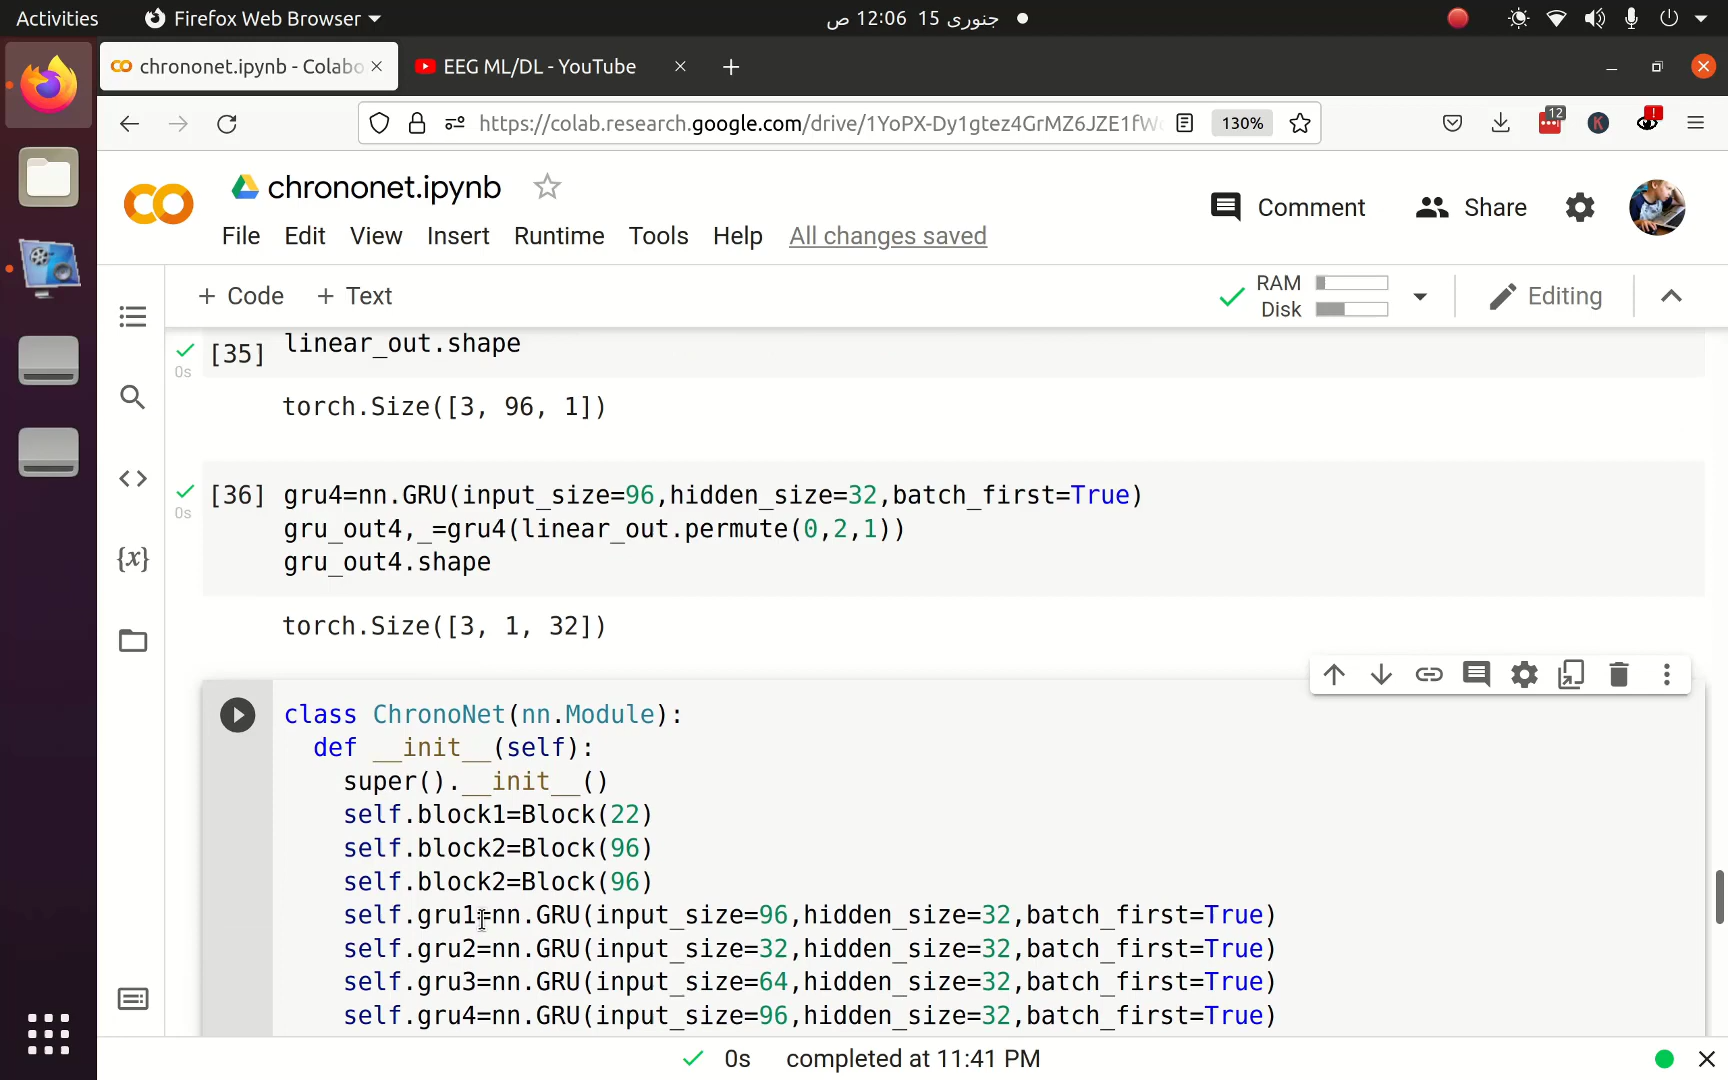 Activities
Firefox Web Browser
جنوری 15 12:06 ص
chrononet.ipynb - Colabo
EEG ML/DL - YouTube
https://colab.research.google.com/drive/1YoPX-Dy1gtez4GrMZ6JZE1fW
130%
12
K
!
chrononet.ipynb
File Edit View Insert Runtime Tools Help All changes saved
Comment
Share
+ Code + Text
RAM
Disk
Editing
[35] linear_out.shape
0s
torch.Size([3, 96, 1])
[36] gru4=nn.GRU(input_size=96,hidden_size=32,batch_first=True)
0s
gru_out4,_=gru4(linear_out.permute(0,2,1))
gru_out4.shape
torch.Size([3, 1, 32])
{x}
class ChronoNet(nn.Module):
def __init__(self):
super().__init__()
self.block1=Block(22)
self.block2=Block(96)
self.block2=Block(96)
self.gru1=nn.GRU(input_size=96,hidden_size=32,batch_first=True)
self.gru2=nn.GRU(input_size=32,hidden_size=32,batch_first=True)
self.gru3=nn.GRU(input_size=64,hidden_size=32,batch_first=True)
self.gru4=nn.GRU(input_size=96,hidden_size=32,batch_first=True)
0s completed at 11:41 PM